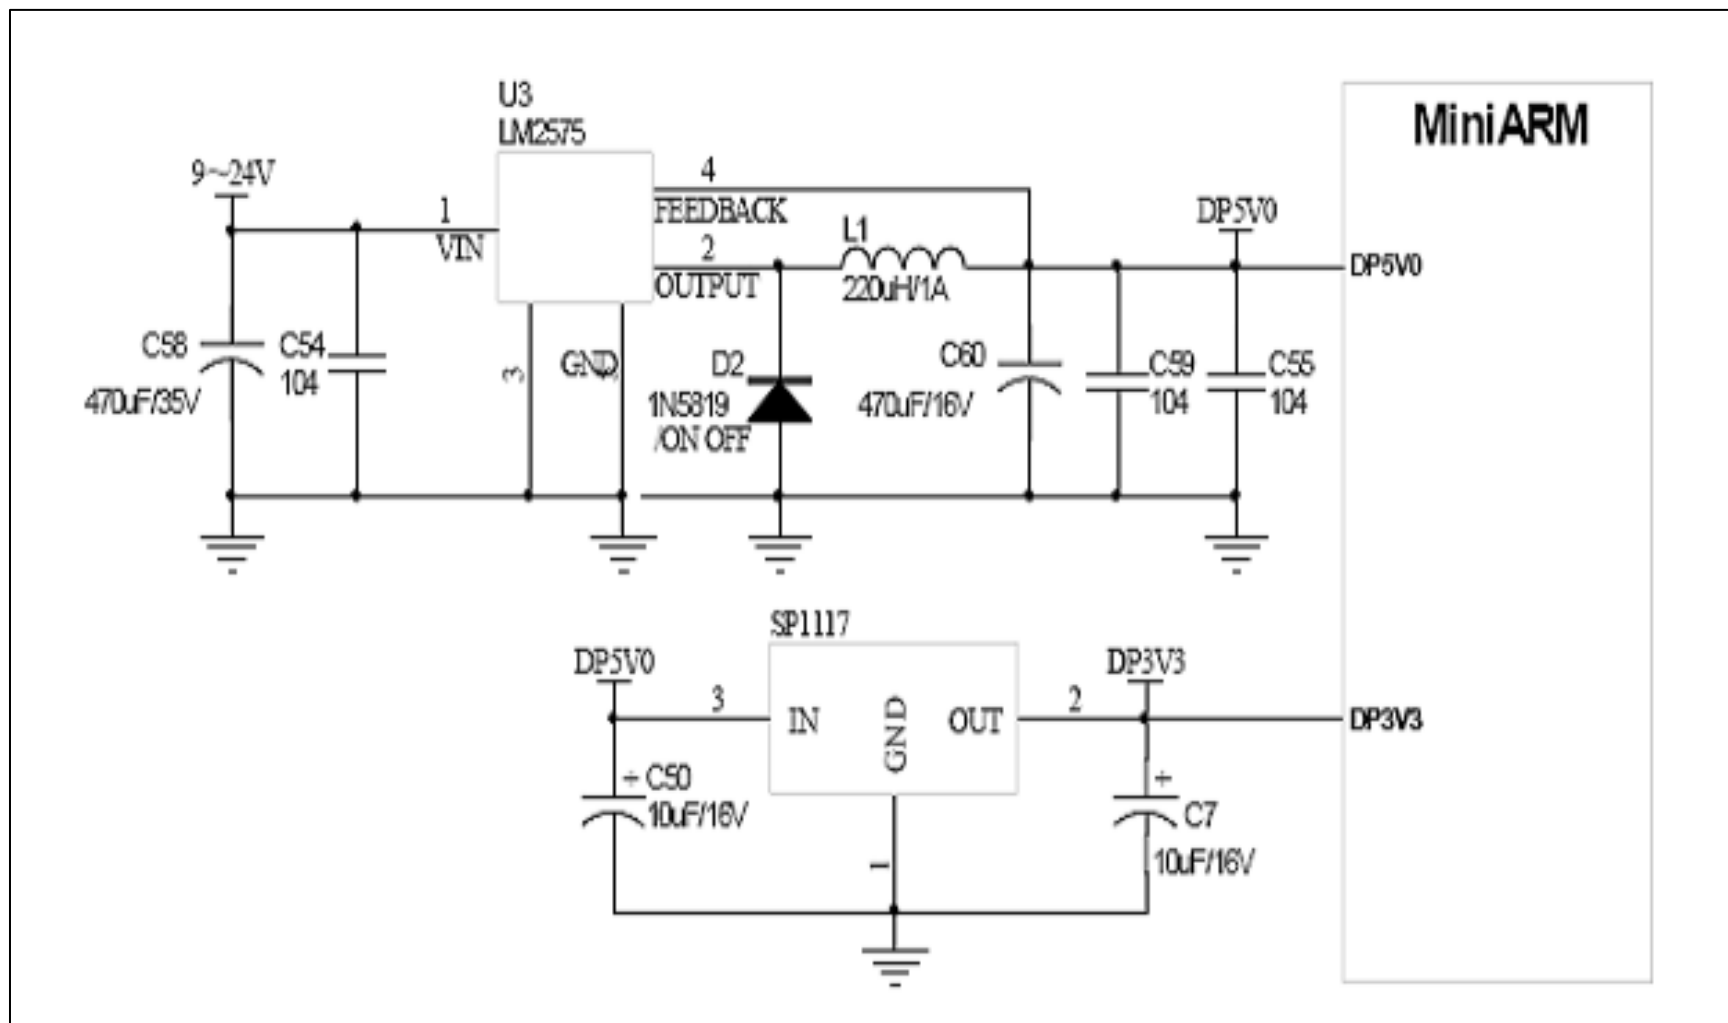 U3
LM2575
MiniARM
9~24V
1
VIN
4
FEEDBACK
2
OUTPUT
L1
220uH/1A
DP5V0
DP5V0
C58
470uF/35V
C54
104
3
GND
D2
1N5819
/ON OFF
C60
470uF/16V
C59
104
C55
104
SP1117
DP5V0
3
IN
GND
OUT
2
DP3V3
DP3V3
+ C50
10uF/16V
1
+
C7
10uF/16V